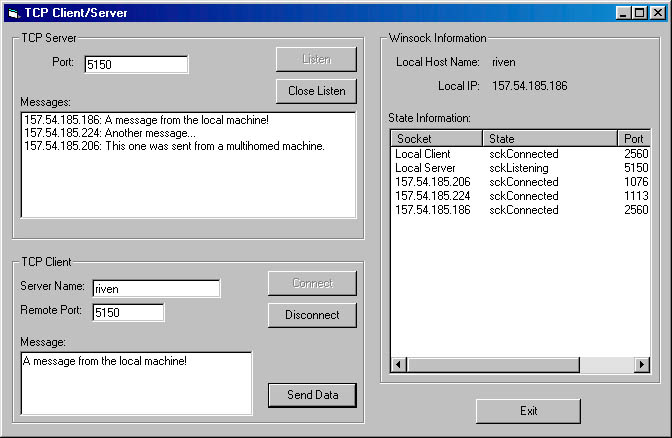 TCP Client/Server
TCP Server
Port: 5150
Listen
Close Listen
Messages:
157.54.185.186: A message from the local machine!
157.54.185.224: Another message...
157.54.185.206: This one was sent from a multihomed machine.
TCP Client
Server Name: riven
Remote Port: 5150
Connect
Disconnect
Message:
A message from the local machine!
Send Data
Winsock Information
Local Host Name: riven
Local IP: 157.54.185.186
State Information:
Socket State Port
Local Client sckConnected 2560
Local Server sckListening 5150
157.54.185.206 sckConnected 1076
157.54.185.224 sckConnected 1113
157.54.185.186 sckConnected 2560
Exit